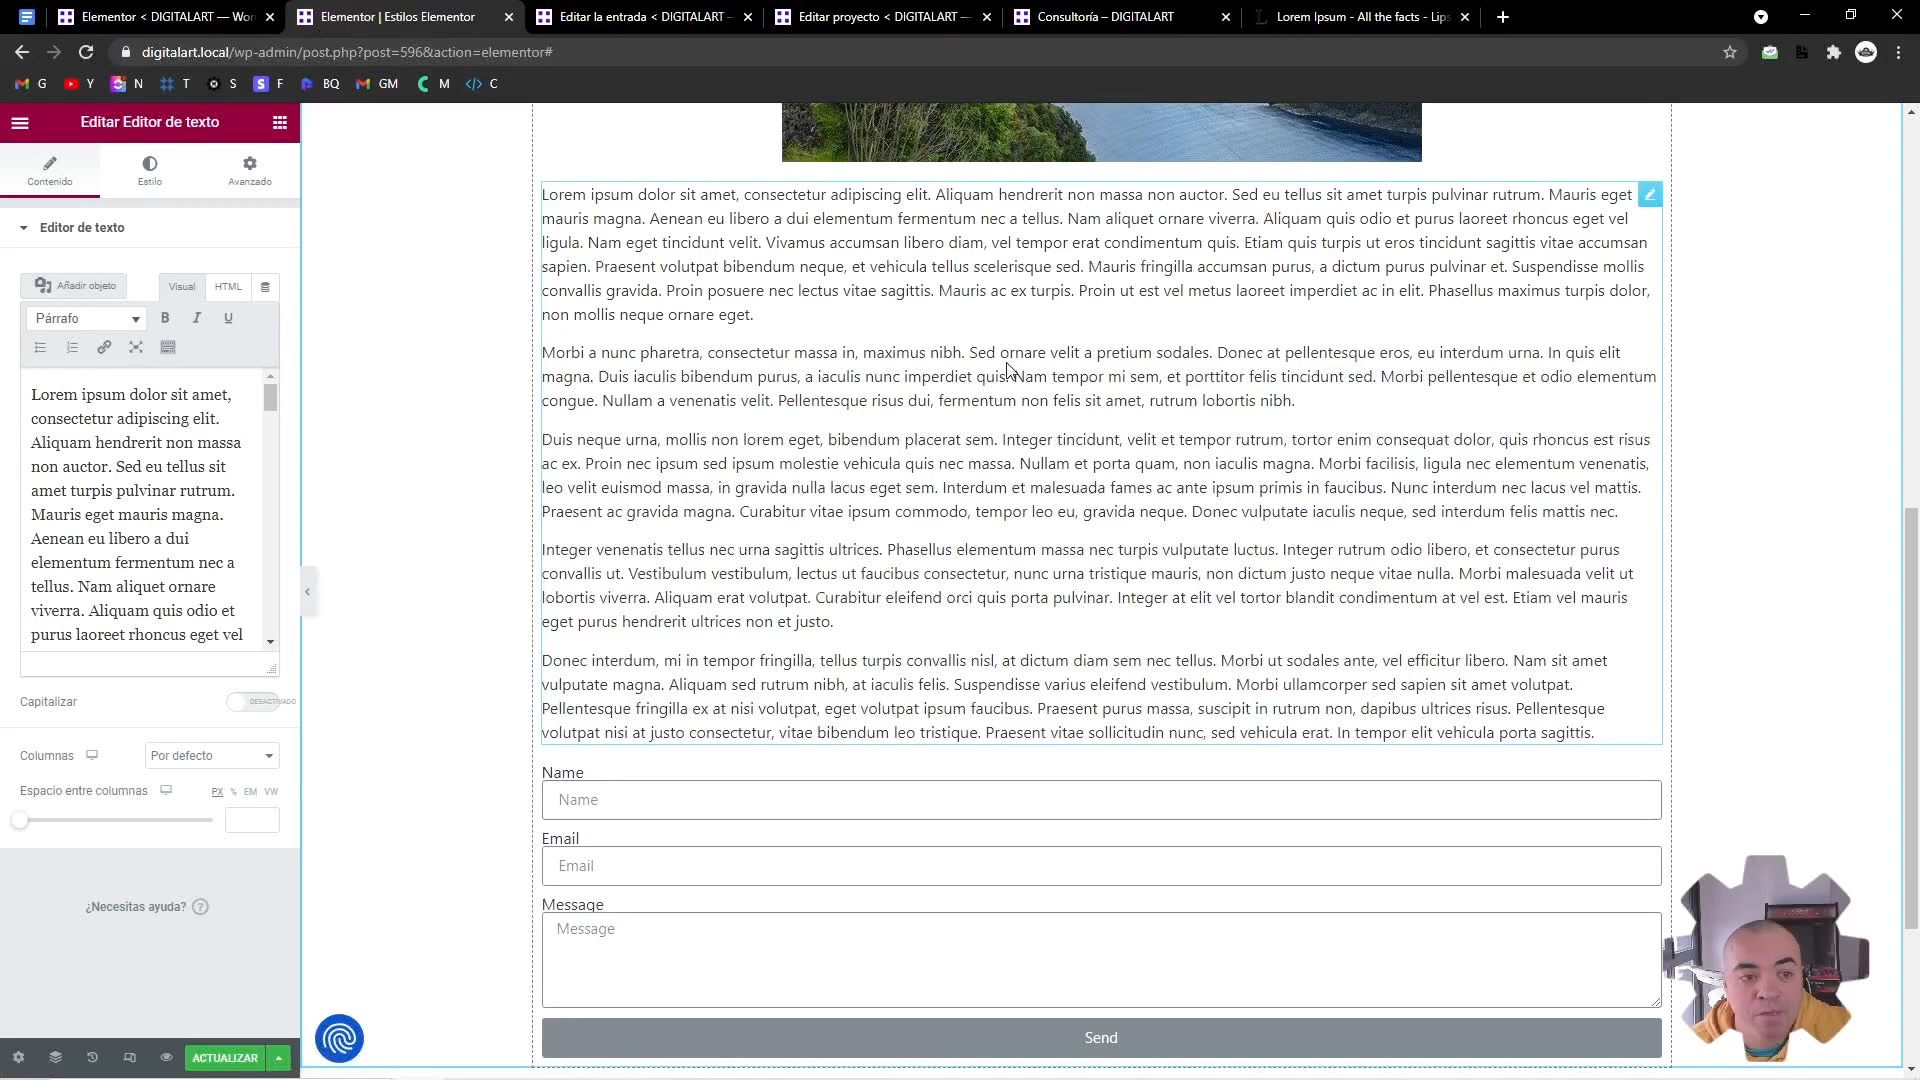 Elementor < DIGITALART — Wor
Elementor | Estilos Elementor
Editar la entrada < DIGITALART —
Editar proyecto < DIGITALART —
Consultoría – DIGITALART
Lorem Ipsum - All the facts - Lips
digitalart.local/wp-admin/post.php?post=596&action=elementor#
G
Y
N
T
S
F
BQ
GM
M
C
Editar Editor de texto
Contenido
Estilo
Avanzado
Editor de texto
Añadir objeto
Visual
HTML
Párrafo
B I U
Lorem ipsum dolor sit amet,
consectetur adipiscing elit.
Aliquam hendrerit non massa
non auctor. Sed eu tellus sit
amet turpis pulvinar rutrum.
Mauris eget mauris magna.
Aenean eu libero a dui
elementum fermentum nec a
tellus. Nam aliquet ornare
viverra. Aliquam quis odio et
purus laoreet rhoncus eget vel
Capitalizar
DESACTIVADO
Columnas
Por defecto
Espacio entre columnas
PX % EM VW
¿Necesitas ayuda? ?
ACTUALIZAR
Lorem ipsum dolor sit amet, consectetur adipiscing elit. Aliquam hendrerit non massa non auctor. Sed eu tellus sit amet turpis pulvinar rutrum. Mauris eget
mauris magna. Aenean eu libero a dui elementum fermentum nec a tellus. Nam aliquet ornare viverra. Aliquam quis odio et purus laoreet rhoncus eget vel
ligula. Nam eget tincidunt velit. Vivamus accumsan libero diam, vel tempor erat condimentum quis. Etiam quis turpis ut eros tincidunt sagittis vitae accumsan
sapien. Praesent volutpat bibendum neque, et vehicula tellus scelerisque sed. Mauris fringilla accumsan purus, a dictum purus pulvinar et. Suspendisse mollis
convallis gravida. Proin posuere nec lectus vitae sagittis. Mauris ac ex turpis. Proin ut est vel metus laoreet imperdiet ac in elit. Phasellus maximus turpis dolor,
non mollis neque ornare eget.
Morbi a nunc pharetra, consectetur massa in, maximus nibh. Sed ornare velit a pretium sodales. Donec at pellentesque eros, eu interdum urna. In quis elit
magna. Duis iaculis bibendum purus, a iaculis nunc imperdiet quis. Nam tempor mi sem, et porttitor felis tincidunt sed. Morbi pellentesque et odio elementum
congue. Nullam a venenatis velit. Pellentesque risus dui, fermentum non felis sit amet, rutrum lobortis nibh.
Duis neque urna, mollis non lorem eget, bibendum placerat sem. Integer tincidunt, velit et tempor rutrum, tortor enim consequat dolor, quis rhoncus est risus
ac ex. Proin nec ipsum sed ipsum molestie vehicula quis nec massa. Nullam et porta quam, non iaculis magna. Morbi facilisis, ligula nec elementum venenatis,
leo velit euismod massa, in gravida nulla lacus eget sem. Interdum et malesuada fames ac ante ipsum primis in faucibus. Nunc interdum nec lacus vel mattis.
Praesent ac gravida magna. Curabitur vitae ipsum commodo, tempor leo eu, gravida neque. Donec vulputate iaculis neque, sed interdum felis mattis nec.
Integer venenatis tellus nec urna sagittis ultrices. Phasellus elementum massa nec turpis vulputate luctus. Integer rutrum odio libero, et consectetur purus
convallis ut. Vestibulum vestibulum, lectus ut faucibus consectetur, nunc urna tristique mauris, non dictum justo neque vitae nulla. Morbi malesuada velit ut
lobortis viverra. Aliquam erat volutpat. Curabitur eleifend orci quis porta pulvinar. Integer at elit vel tortor blandit condimentum at vel est. Etiam vel mauris
eget purus hendrerit ultrices non et justo.
Donec interdum, mi in tempor fringilla, tellus turpis convallis nisl, at dictum diam sem nec tellus. Morbi ut sodales ante, vel efficitur libero. Nam sit amet
vulputate magna. Aliquam sed rutrum nibh, at iaculis felis. Suspendisse varius eleifend vestibulum. Morbi ullamcorper sed sapien sit amet volutpat.
Pellentesque fringilla ex at nisi volutpat, eget volutpat ipsum faucibus. Praesent purus massa, suscipit in rutrum non, dapibus ultrices risus. Pellentesque
volutpat nisi at justo consectetur, vitae bibendum leo tristique. Praesent vitae sollicitudin nunc, sed vehicula erat. In tempor elit vehicula porta sagittis.
Name
Name
Email
Email
Message
Message
Send